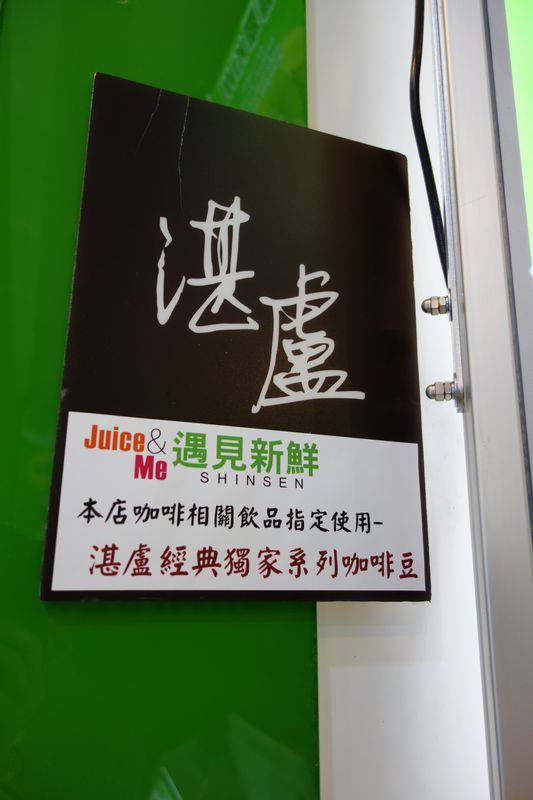 湛盧
Juice & Me 遇見新鮮
SHINSEN
本店咖啡相關飲品指定使用-
湛盧經典獨家系列咖啡豆